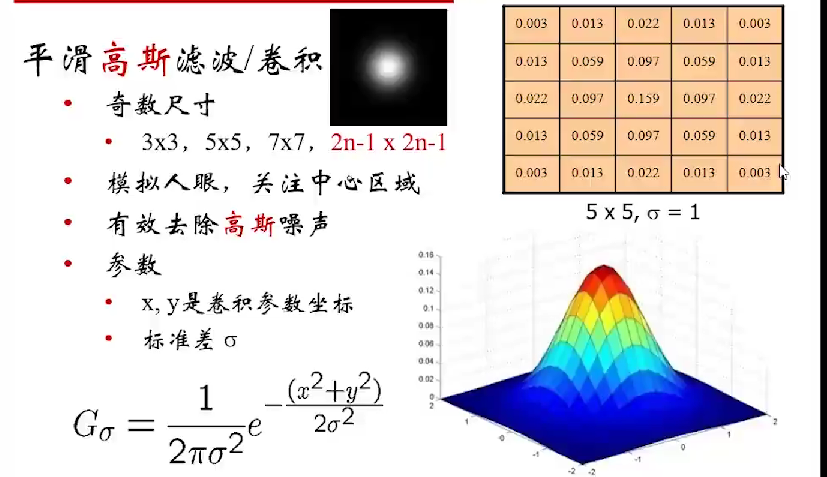 平滑高斯滤波/卷积
• 奇数尺寸
• 3x3，5x5，7x7，2n-1 x 2n-1
• 模拟人眼，关注中心区域
• 有效去除高斯噪声
• 参数
• x, y是卷积参数坐标
• 标准差 σ
G_σ = \frac{1}{2πσ^2} e^{-\frac{(x^2+y^2)}{2σ^2}}
0.003 0.013 0.022 0.013 0.003
0.013 0.059 0.097 0.059 0.013
0.022 0.097 0.159 0.097 0.022
0.013 0.059 0.097 0.059 0.013
0.003 0.013 0.022 0.013 0.003
5 x 5, σ = 1
0.16
0.14
0.12
0.1
0.08
0.06
0.04
0.02
0
2
1
0
-1
-2
-2
-1
0
1
2